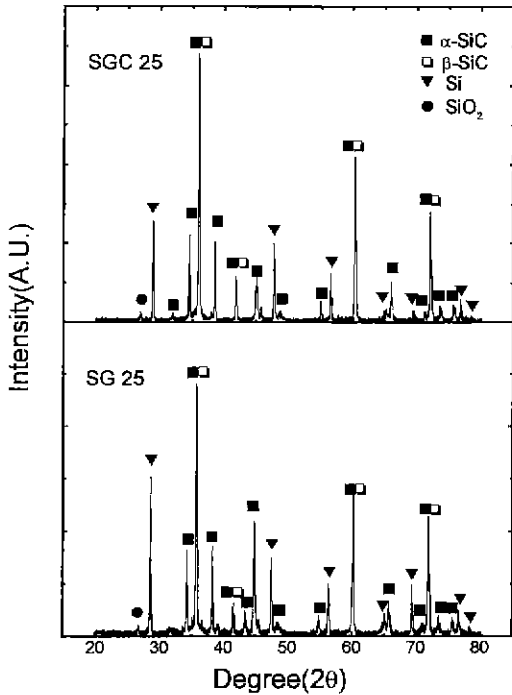 SGC 25
α-SiC
β-SiC
Si
SiO₂
SG 25
Intensity(A.U.)
20 30 40 50 60 70 80
Degree(2θ)